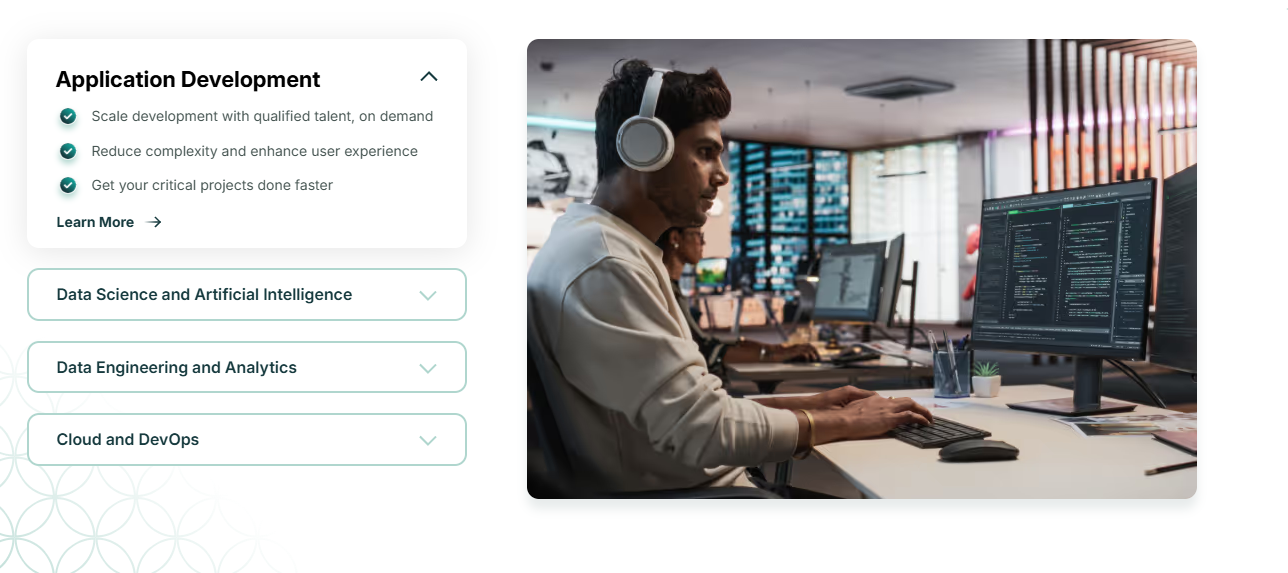 Application Development
Scale development with qualified talent, on demand
Reduce complexity and enhance user experience
Get your critical projects done faster
Learn More
Data Science and Artificial Intelligence
Data Engineering and Analytics
Cloud and DevOps